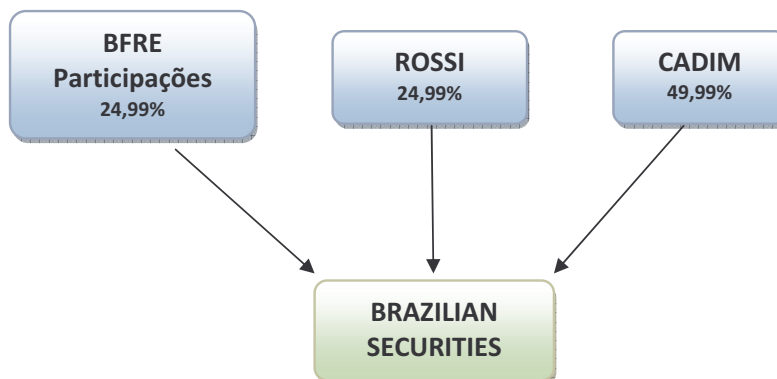 BFRE
Participações
24,99%
ROSSI
24,99%
CADIM
49,99%
BRAZILIAN
SECURITIES